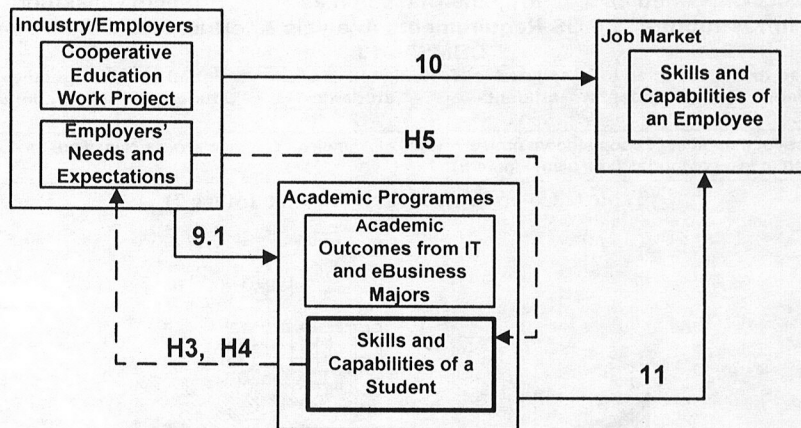 Industry/Employers
Cooperative
Education
Work Project
Employers'
Needs and
Expectations
10
Job Market
Skills and
Capabilities of
an Employee
H5
9.1
Academic Programmes
Academic
Outcomes from IT
and eBusiness
Majors
Skills and
Capabilities of a
Student
H3, H4
11